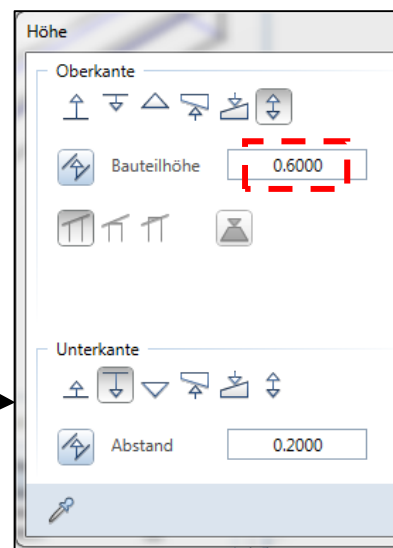 Höhe
Oberkante
Bauteilhöhe 0.6000
Unterkante
Abstand 0.2000